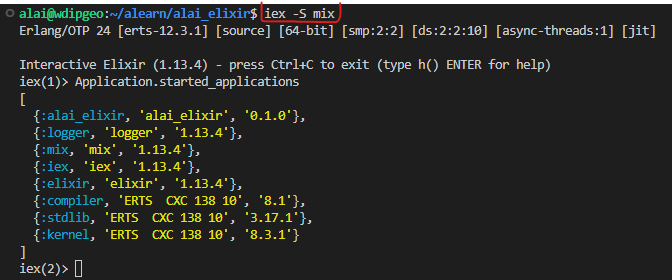 alai@wdipgeo:~/alearn/alai_elixir$ iex -S mix
Erlang/OTP 24 [erts-12.3.1] [source] [64-bit] [smp:2:2] [ds:2:2:10] [async-threads:1] [jit]
Interactive Elixir (1.13.4) - press Ctrl+C to exit (type h() ENTER for help)
iex(1)> Application.started_applications
[
  {:alai_elixir, 'alai_elixir', '0.1.0'},
  {:logger, 'logger', '1.13.4'},
  {:mix, 'mix', '1.13.4'},
  {:iex, 'iex', '1.13.4'},
  {:elixir, 'elixir', '1.13.4'},
  {:compiler, 'ERTS  CXC 138 10', '8.1'},
  {:stdlib, 'ERTS  CXC 138 10', '3.17.1'},
  {:kernel, 'ERTS  CXC 138 10', '8.3.1'}
]
iex(2)>